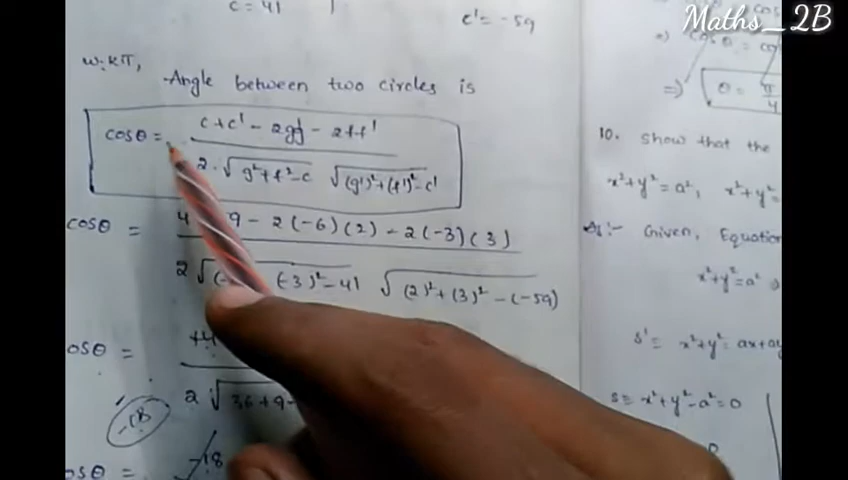 Maths_2B
c = 41
c' = -59
W.K.T,
Angle between two circles is
cosθ = c + c' - 2gg' - 2ff'
2 · √g²+f²-c √(g')²+(f')²-c'
cosθ = 4 9 - 2(-6)(2) - 2(-3)(3)
2√(- (-3)²-41 √(2)²+(3)²-(-59)
cosθ =
2√36+9-
-18
cosθ = -18
=> θ = π/4
10. Show that the
x²+y²=a², x²+y²=
Given, Equation
x²+y²=a²
s' = x²+y²=ax+ay
s = x²+y²-a²=0